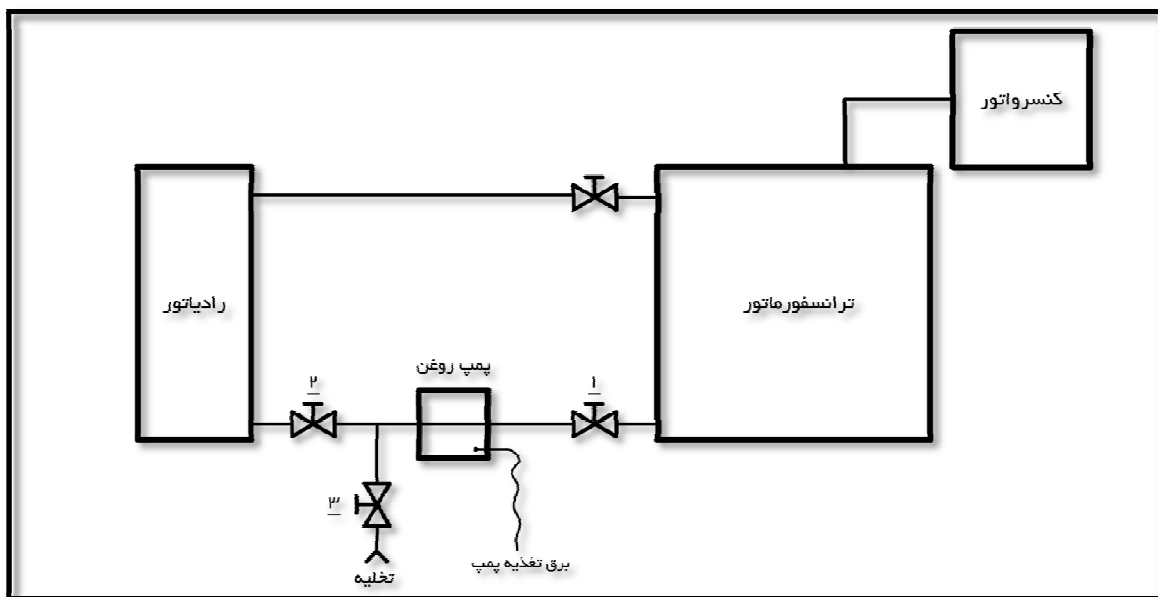 کنسرواتور
رادیاتور
ترانسفورماتور
پمپ روغن
۲
۱
۳
تخلیه
برق تغذیه پمپ